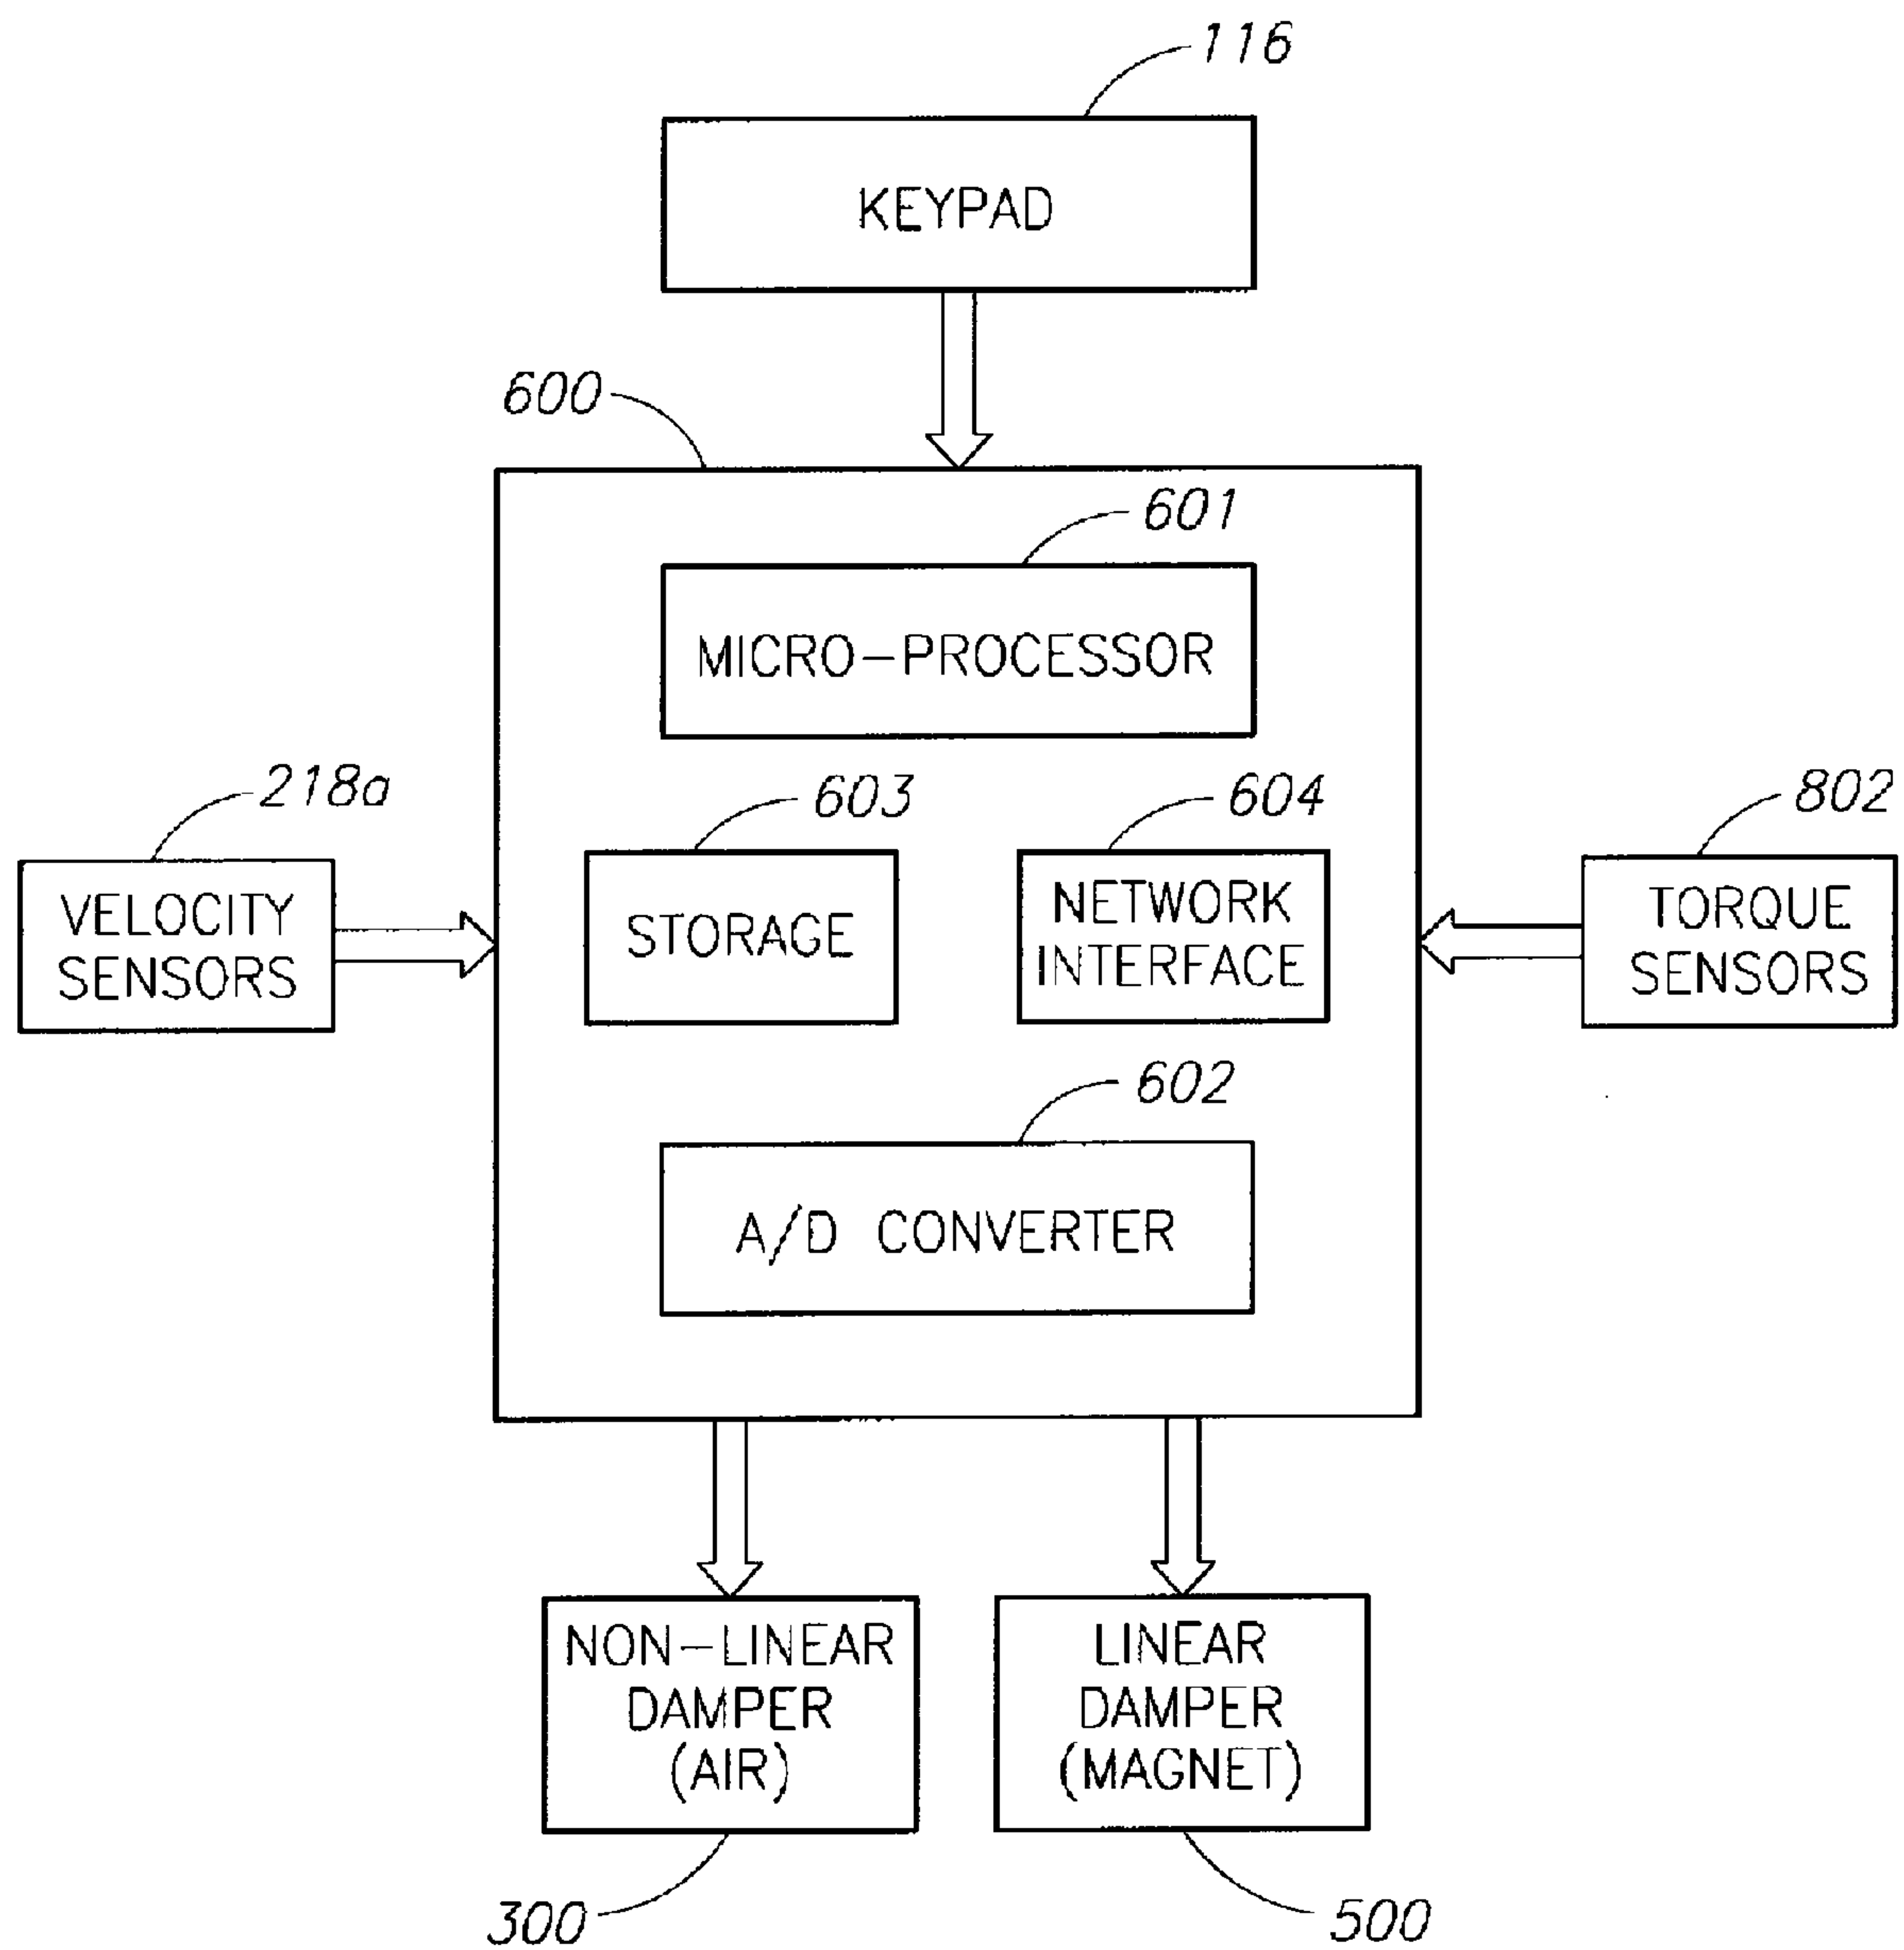 116
KEYPAD
600
601
MICRO-PROCESSOR
218a
603
604
802
VELOCITY
SENSORS
STORAGE
NETWORK
INTERFACE
TORQUE
SENSORS
602
A/D CONVERTER
NON-LINEAR
DAMPER
(AIR)
LINEAR
DAMPER
(MAGNET)
300
500